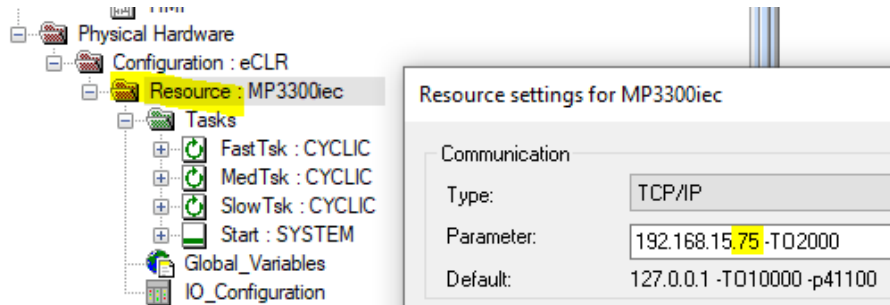 Physical Hardware
Configuration : eCLR
Resource : MP3300iec
Tasks
FastTsk : CYCLIC
MedTsk : CYCLIC
SlowTsk : CYCLIC
Start : SYSTEM
Global_Variables
IO_Configuration
Resource settings for MP3300iec
Communication
Type:
TCP/IP
Parameter:
192.168.15.75 -TO2000
Default:
127.0.0.1 -TO10000 -p41100